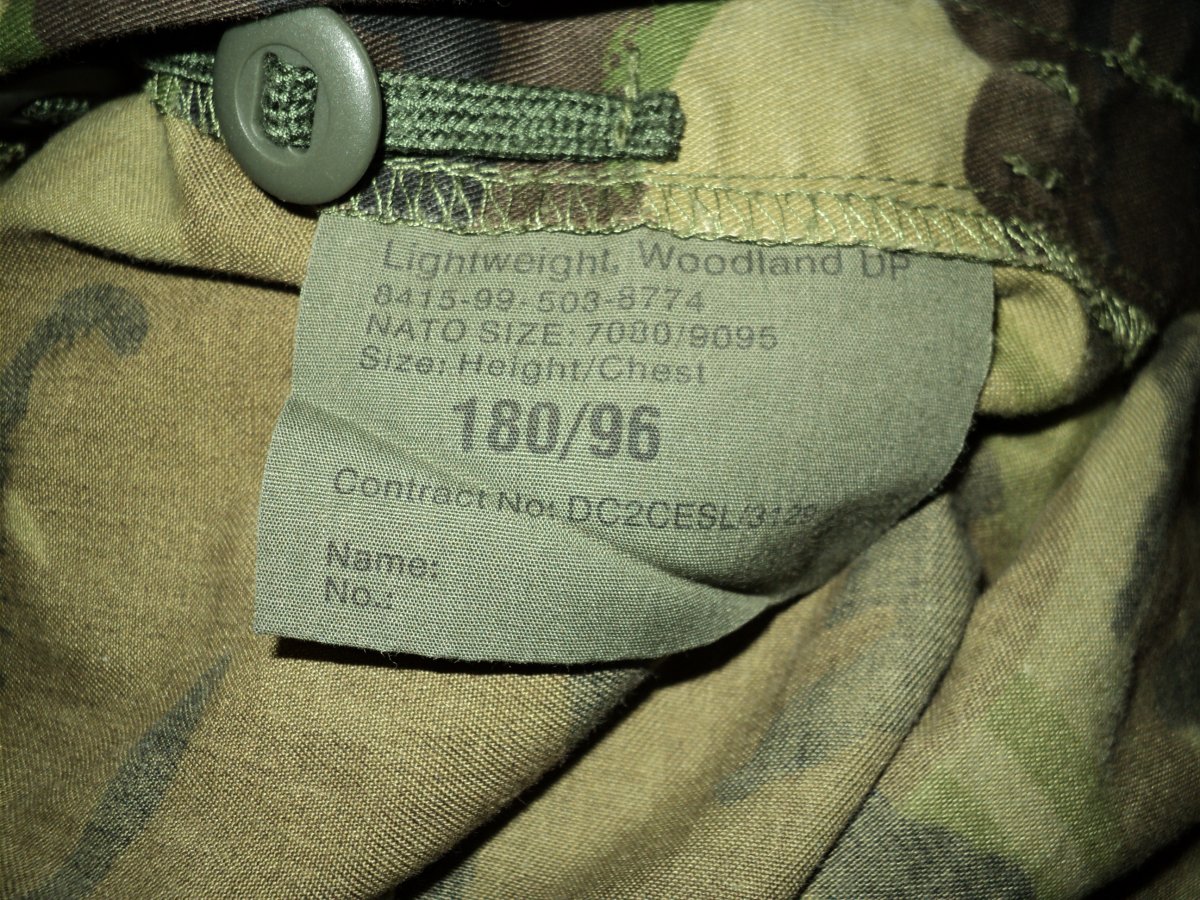 Lightweight, Woodland DP
8415-99-503-8774
NATO SIZE: 7080/9095
Size: Height/Chest
180/96
Contract No: DC2CESL/3129
Name:
No.: